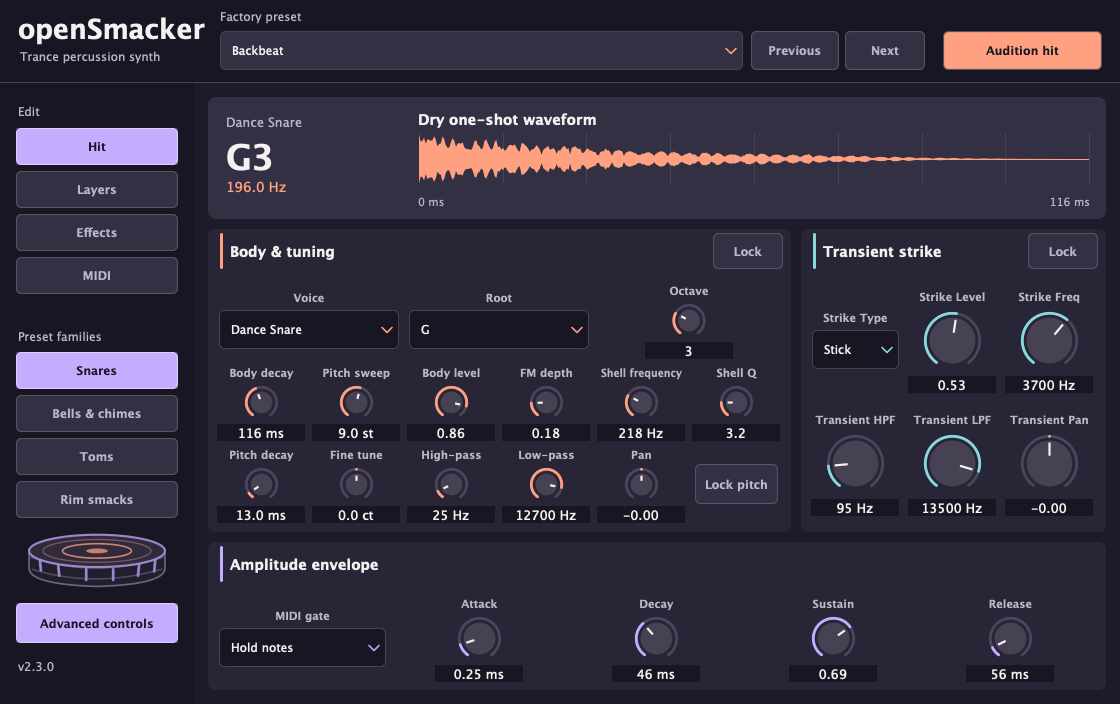 openSmacker
Trance percussion synth
Factory preset
Backbeat
Previous
Next
Audition hit
Edit
Hit
Layers
Effects
MIDI
Preset families
Snares
Bells & chimes
Toms
Rim smacks
Advanced controls
v2.3.0
Dance Snare
G3
196.0 Hz
Dry one-shot waveform
0 ms
116 ms
Body & tuning
Lock
Voice
Root
Octave
Dance Snare
G
3
Body decay
Pitch sweep
Body level
FM depth
Shell frequency
Shell Q
116 ms
9.0 st
0.86
0.18
218 Hz
3.2
Pitch decay
Fine tune
High-pass
Low-pass
Pan
Lock pitch
13.0 ms
0.0 ct
25 Hz
12700 Hz
-0.00
Transient strike
Lock
Strike Type
Strike Level
Strike Freq
Stick
0.53
3700 Hz
Transient HPF
Transient LPF
Transient Pan
95 Hz
13500 Hz
-0.00
Amplitude envelope
MIDI gate
Attack
Decay
Sustain
Release
Hold notes
0.25 ms
46 ms
0.69
56 ms